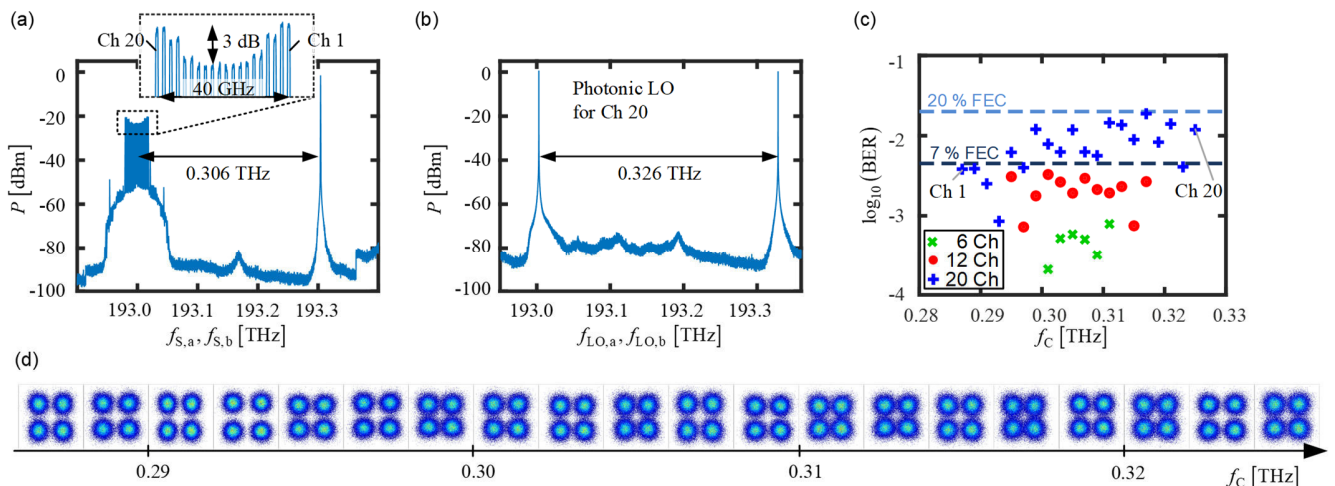 (a)
Ch 20
3 dB
Ch 1
40 GHz
0.306 THz
0
-20
-40
-60
-80
-100
P [dBm]
193.0
193.1
193.2
193.3
fS,a, fS,b [THz]
(b)
Photonic LO
for Ch 20
0.326 THz
0
-20
-40
-60
-80
-100
P [dBm]
193.0
193.1
193.2
193.3
fLO,a, fLO,b [THz]
(c)
-1
-2
-3
-4
log10(BER)
20 % FEC
7 % FEC
Ch 1
Ch 20
6 Ch
12 Ch
20 Ch
0.28
0.29
0.30
0.31
0.32
0.33
fC [THz]
(d)
0.29
0.30
0.31
0.32
fC [THz]